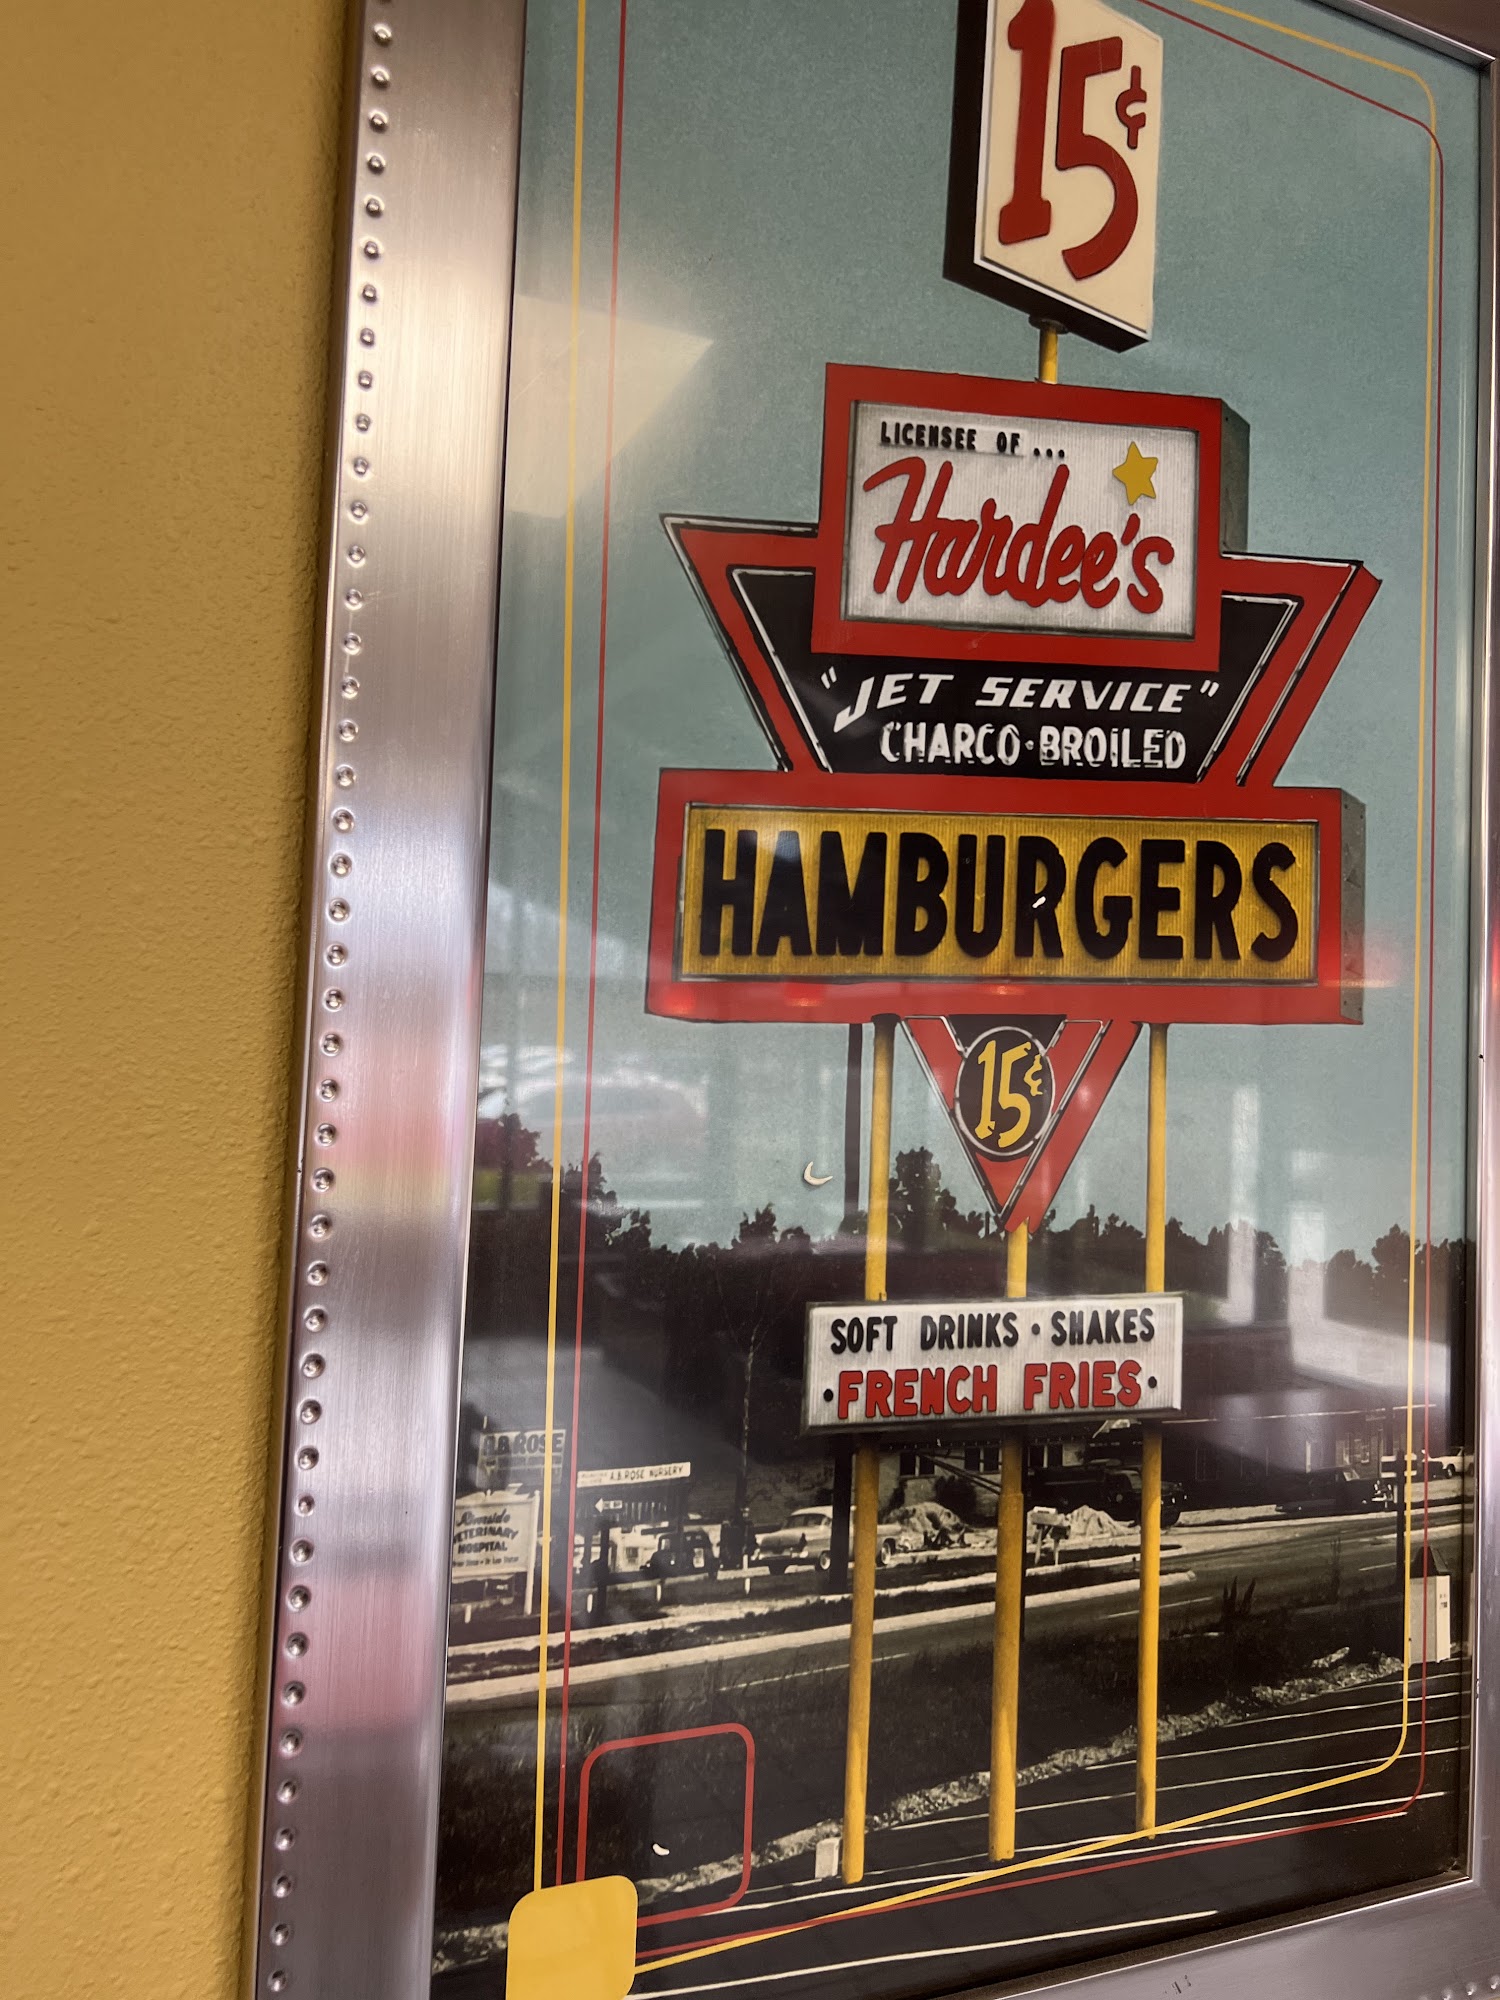 15¢
LICENSEE OF ...
Hardee's
"JET SERVICE"
CHARCO·BROILED
HAMBURGERS
15¢
SOFT DRINKS · SHAKES
·FRENCH FRIES·
ROSE
A.B. ROSE NURSERY
Riverside
VETERINARY
HOSPITAL